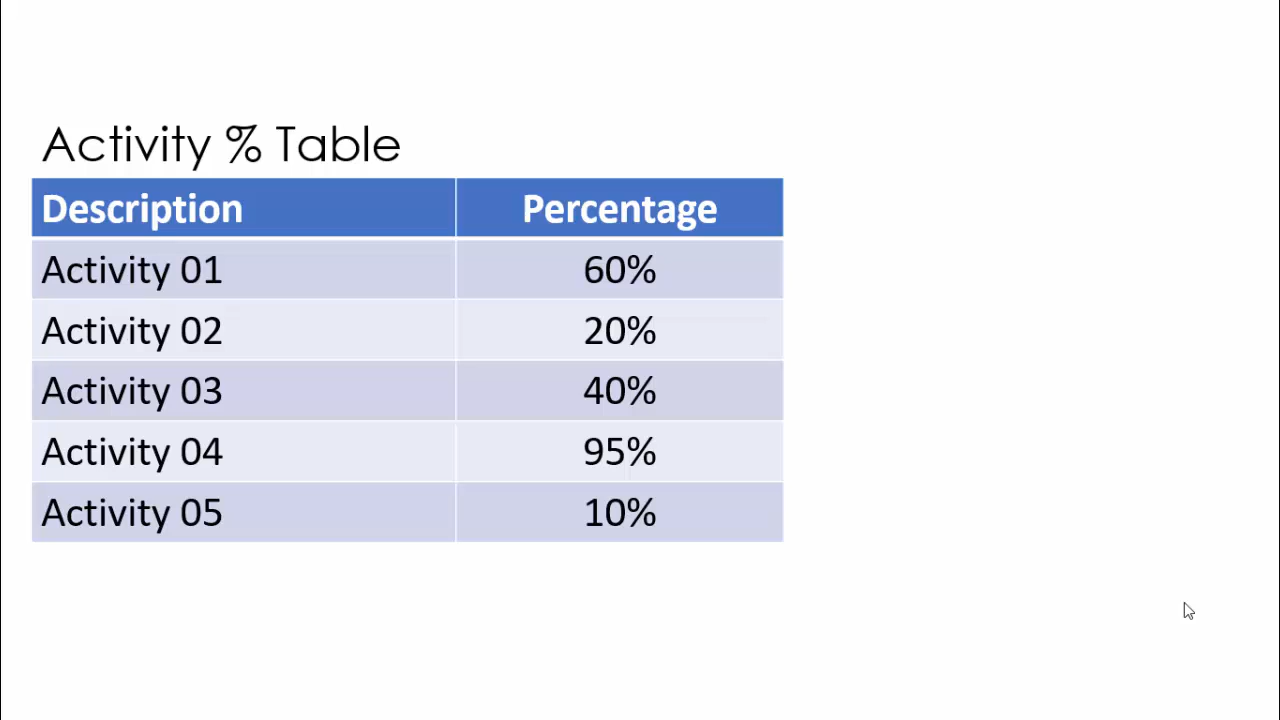 Activity % Table
Description Percentage
Activity 01 60%
Activity 02 20%
Activity 03 40%
Activity 04 95%
Activity 05 10%